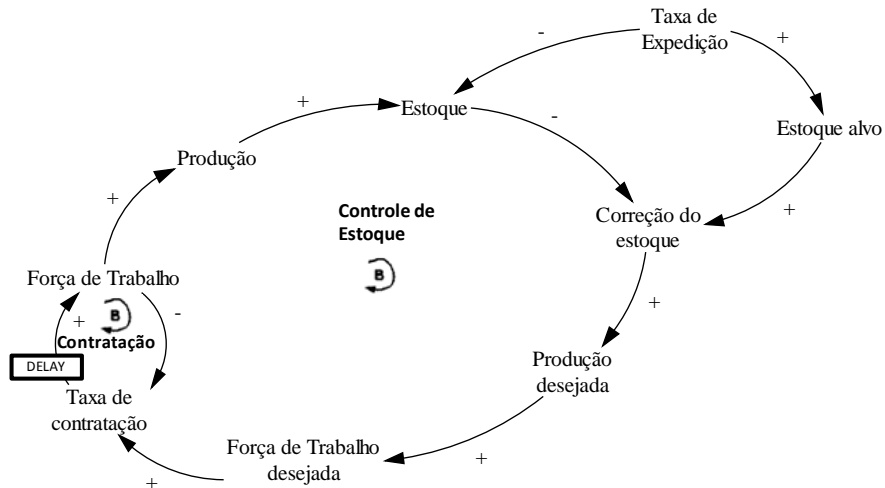 Taxa de
Expedição
-
+
+
Estoque
Estoque alvo
-
Produção
+
+
Controle de
Estoque
B
Correção do
estoque
Força de Trabalho
B
+
-
Contratação
DELAY
+
Produção
desejada
Taxa de
contratação
Força de Trabalho
desejada
+
+